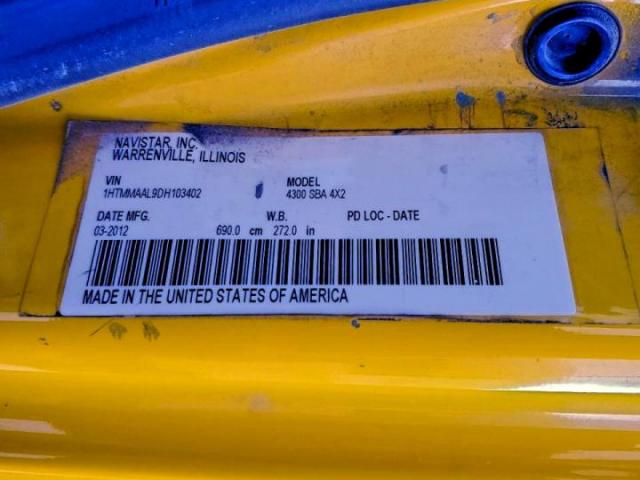 NAVISTAR, INC.
WARRENVILLE, ILLINOIS
VIN MODEL
1HTMMAAL9DH103402 4300 SBA 4X2
DATE MFG. W.B. PD LOC - DATE
03-2012 690.0 cm 272.0 in
MADE IN THE UNITED STATES OF AMERICA